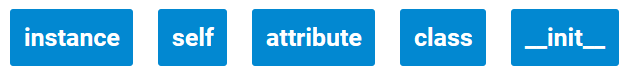 instance self attribute class __init__